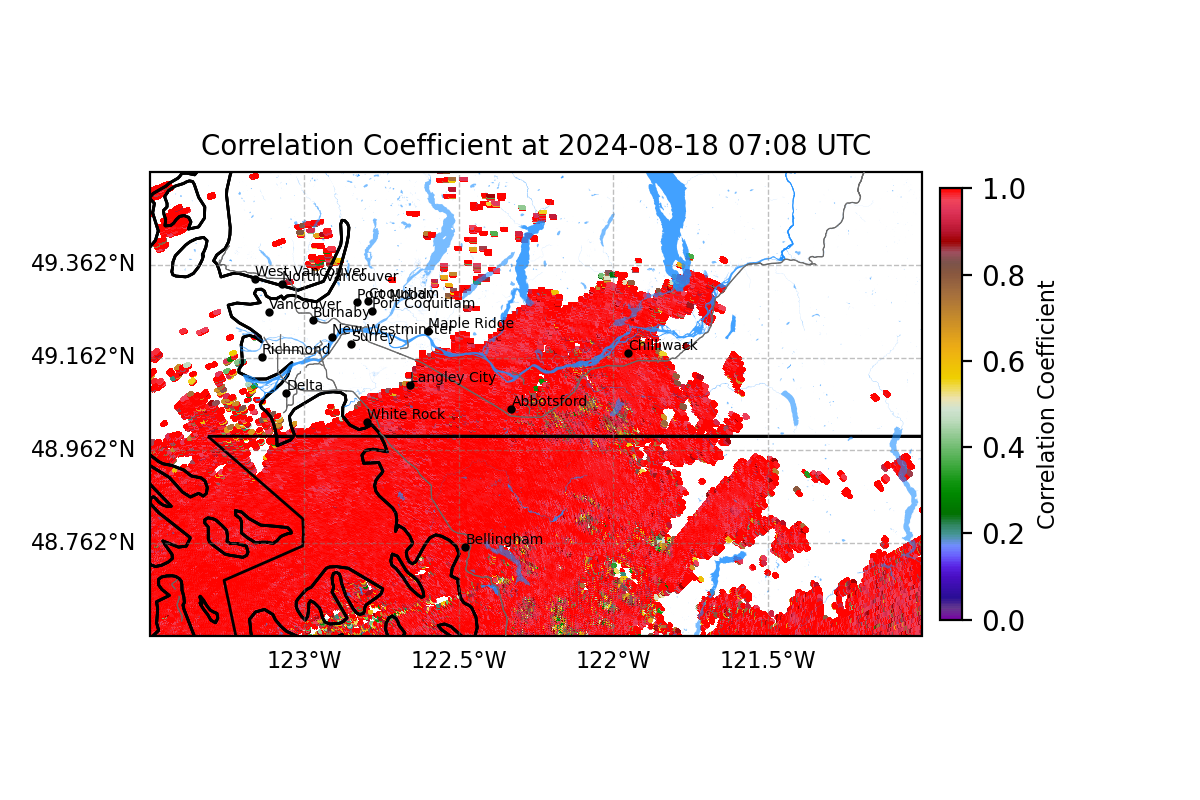 Correlation Coefficient at 2024-08-18 07:08 UTC
1.0
49.362°N
West Vancouver
North Vancouver
0.8
Coquitlam
Port Moody
Vancouver
Port Coquitlam
Burnaby
Maple Ridge
New Westminster
Surrey
Chilliwack
49.162°N
Richmond
0.6
Langley City
Delta
Abbotsford
White Rock
0.4
48.962°N
Correlation Coefficient
48.762°N
Bellingham
0.2
0.0
123°W
122.5°W
122°W
121.5°W